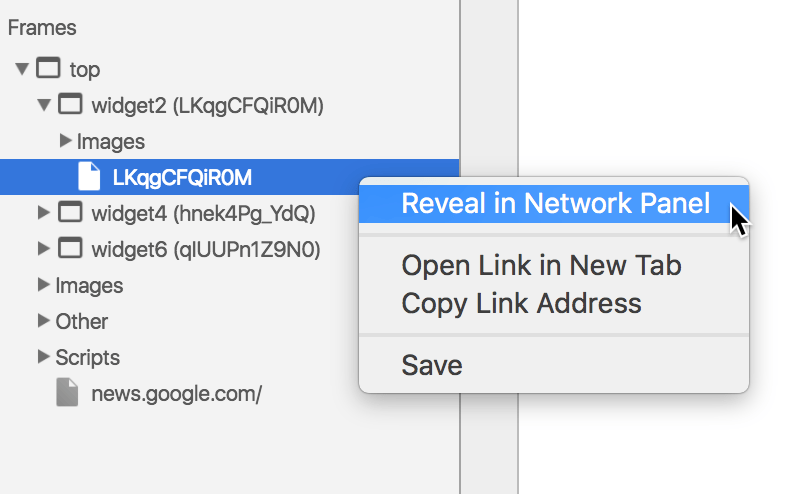 Frames
top
widget2 (LKqgCFQiR0M)
Images
LKqgCFQiR0M
widget4 (hnek4Pg_YdQ)
widget6 (qlUUPn1Z9N0)
Images
Other
Scripts
news.google.com/
Reveal in Network Panel
Open Link in New Tab
Copy Link Address
Save